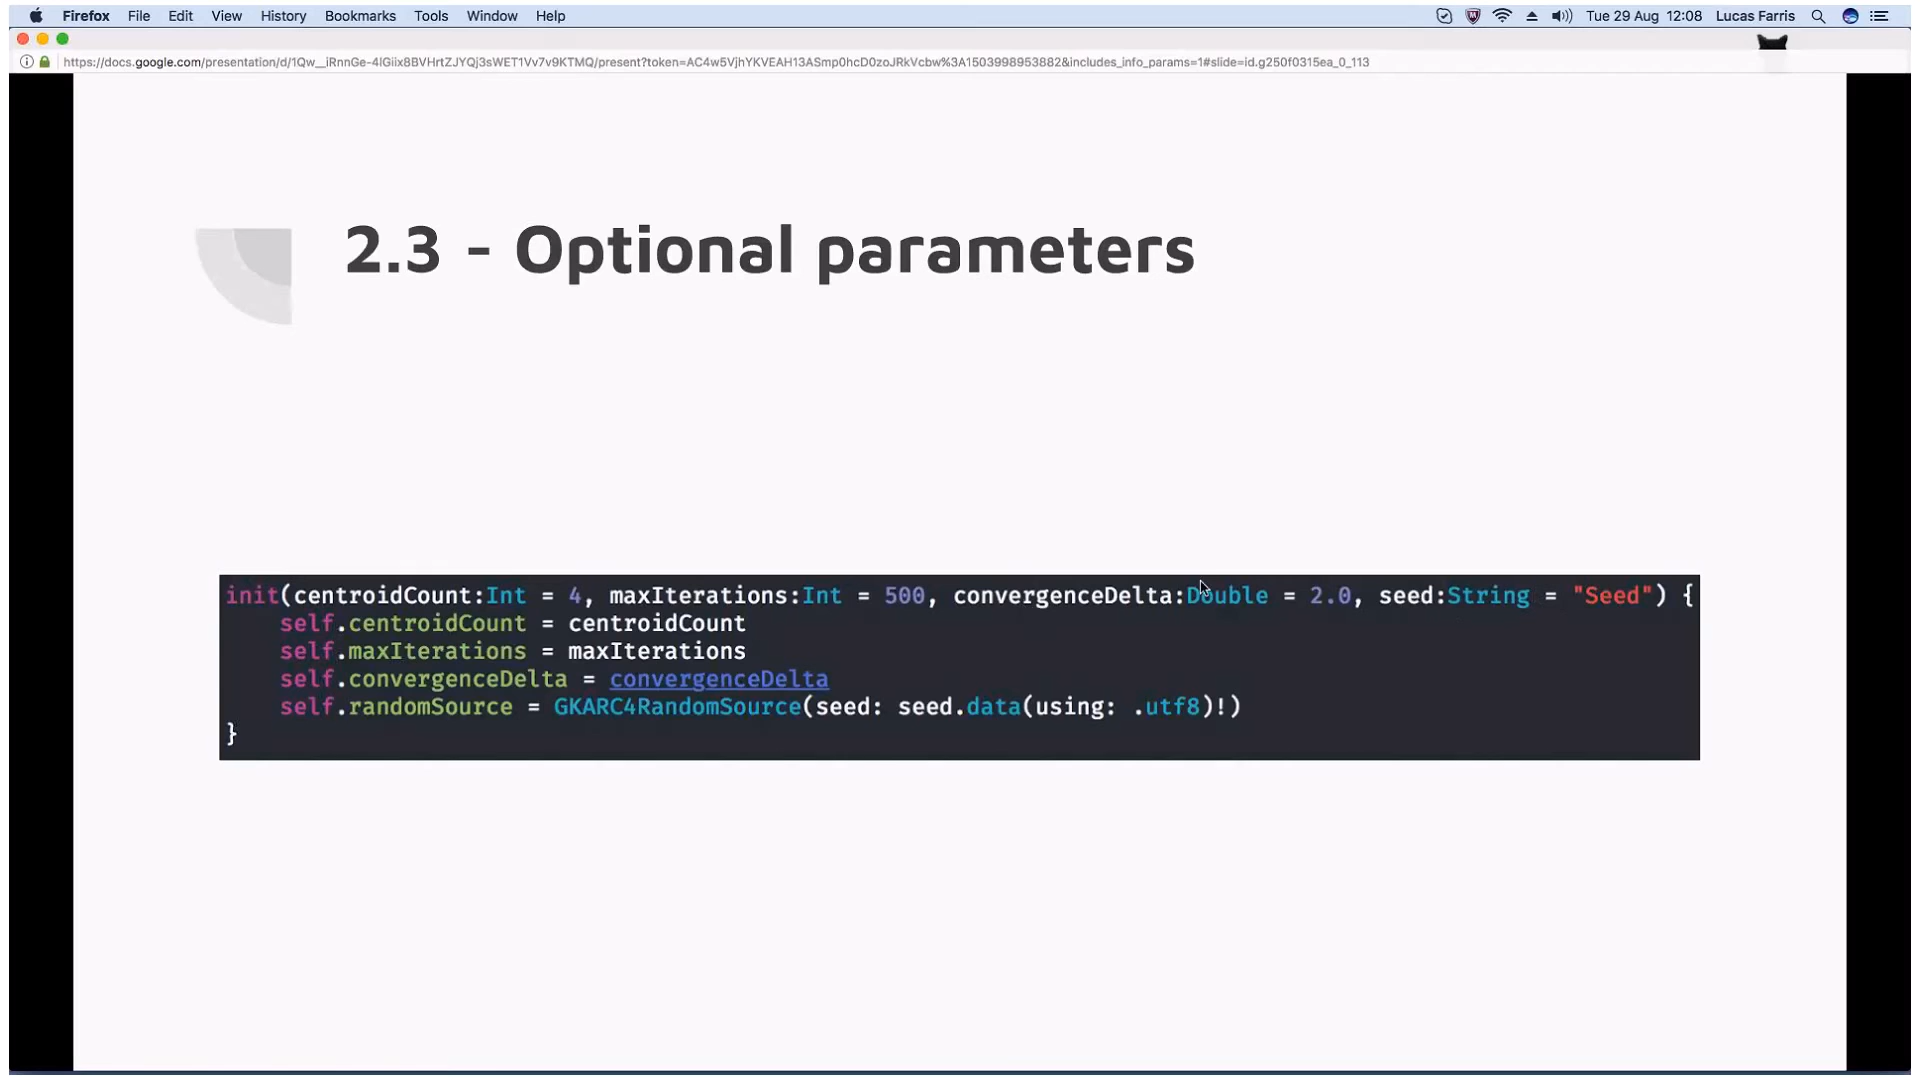 Firefox File Edit View History Bookmarks Tools Window Help Tue 29 Aug 12:08 Lucas Farris
https://docs.google.com/presentation/d/1Qw__iRnnGe-4lGiix8BVHrtZJYQj3sWET1Vv7v9KTMQ/present?token=AC4w5VjhYKVEAH13ASmp0hcD0zoJRkVcbw%3A1503998953882&includes_info_params=1#slide=id.g250f0315ea_0_113
2.3 - Optional parameters
init(centroidCount:Int = 4, maxIterations:Int = 500, convergenceDelta:Double = 2.0, seed:String = "Seed") {
self.centroidCount = centroidCount
self.maxIterations = maxIterations
self.convergenceDelta = convergenceDelta
self.randomSource = GKARC4RandomSource(seed: seed.data(using: .utf8)!)
}